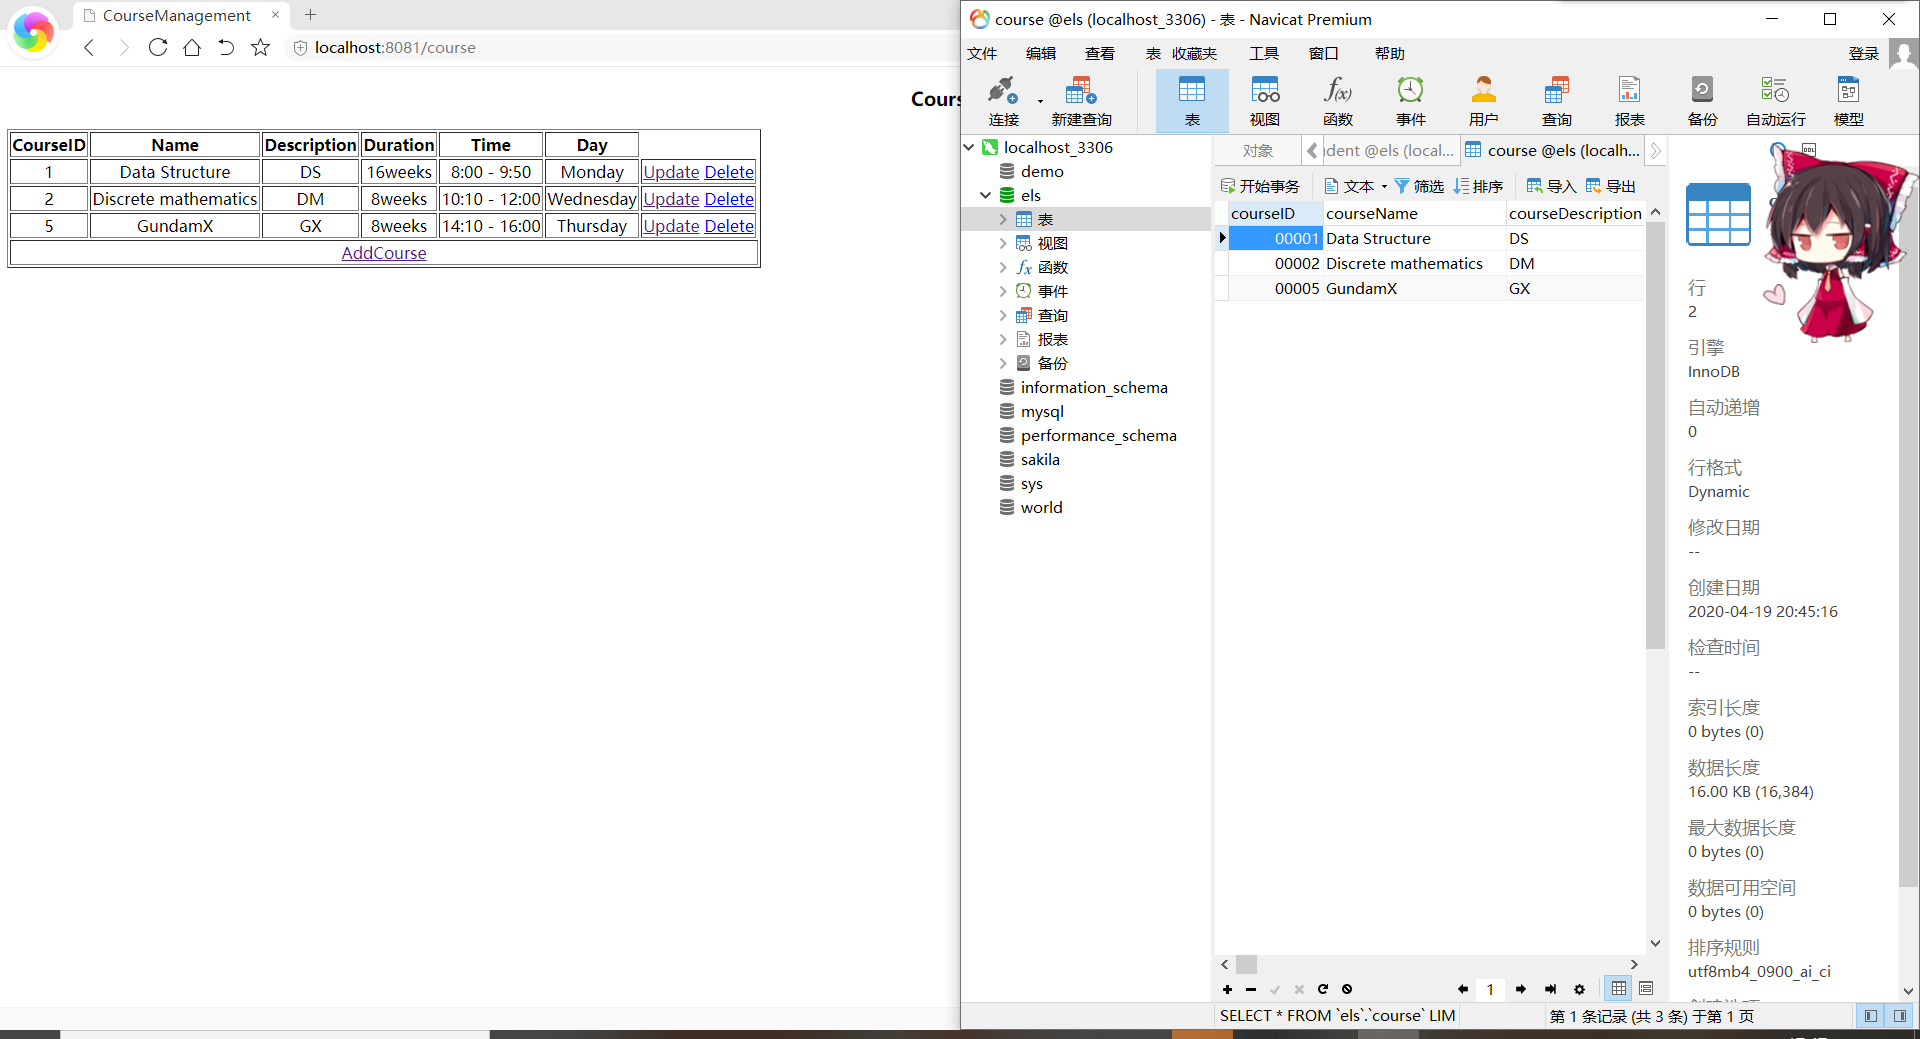 CourseManagement
localhost:8081/course
Cours
CourseID Name Description Duration Time Day
1 Data Structure DS 16weeks 8:00 - 9:50 Monday Update Delete
2 Discrete mathematics DM 8weeks 10:10 - 12:00 Wednesday Update Delete
5 GundamX GX 8weeks 14:10 - 16:00 Thursday Update Delete
AddCourse
course @els (localhost_3306) - 表 - Navicat Premium
文件 编辑 查看 表 收藏夹 工具 窗口 帮助 登录
连接 新建查询 表 视图 函数 事件 用户 查询 报表 备份 自动运行 模型
localhost_3306
demo
els
表
视图
函数
事件
查询
报表
备份
information_schema
mysql
performance_schema
sakila
sys
world
对象 ident @els (local... course @els (localh...
开始事务 文本 筛选 排序 导入 导出
courseID courseName courseDescription
00001 Data Structure DS
00002 Discrete mathematics DM
00005 GundamX GX
DDL
行
2
引擎
InnoDB
自动递增
0
行格式
Dynamic
修改日期
--
创建日期
2020-04-19 20:45:16
检查时间
--
索引长度
0 bytes (0)
数据长度
16.00 KB (16,384)
最大数据长度
0 bytes (0)
数据可用空间
0 bytes (0)
排序规则
utf8mb4_0900_ai_ci
1
SELECT * FROM `els`.`course` LIM
第 1 条记录 (共 3 条) 于第 1 页